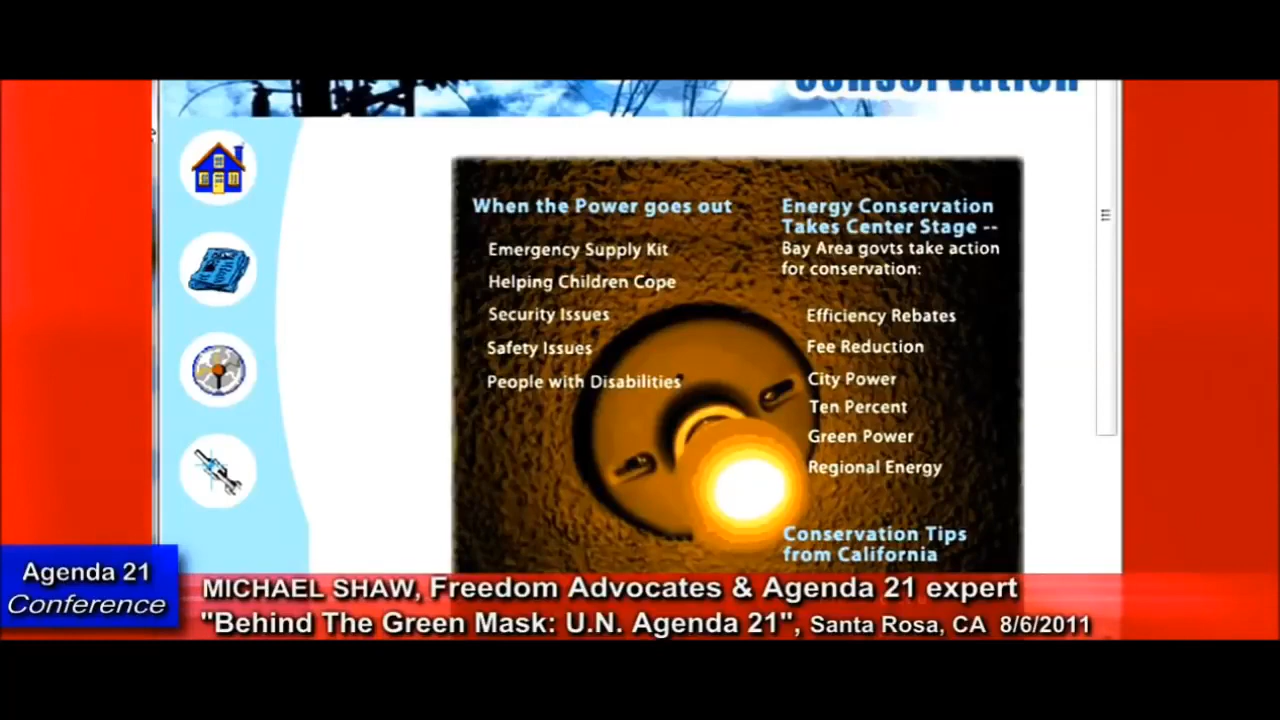 Conservation
When the Power goes out
Emergency Supply Kit
Helping Children Cope
Security Issues
Safety Issues
People with Disabilities
Energy Conservation
Takes Center Stage --
Bay Area govts take action
for conservation:
Efficiency Rebates
Fee Reduction
City Power
Ten Percent
Green Power
Regional Energy
Conservation Tips
from California
Agenda 21
Conference
MICHAEL SHAW, Freedom Advocates & Agenda 21 expert
"Behind The Green Mask: U.N. Agenda 21", Santa Rosa, CA 8/6/2011